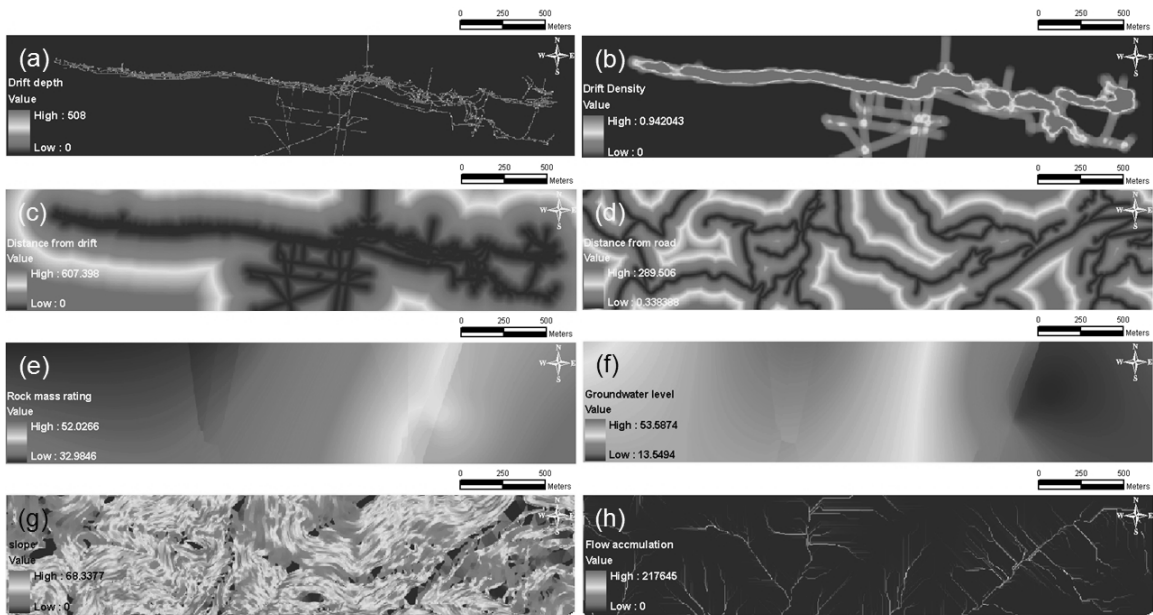 0 250 500
Meters
(a)
N
W E
S
Drift depth
Value
High : 508
Low : 0
0 250 500
Meters
(b)
N
W E
S
Drift Density
Value
High : 0.942043
Low : 0
0 250 500
Meters
(c)
N
W E
S
Distance from drift
Value
High : 607.398
Low : 0
0 250 500
Meters
(d)
N
W E
S
Distance from road
Value
High : 289.506
Low : 0.338388
0 250 500
Meters
(e)
N
W E
S
Rock mass rating
Value
High : 52.0266
Low : 32.9846
0 250 500
Meters
(f)
N
W E
S
Groundwater level
Value
High : 53.5874
Low : 13.5494
0 250 500
Meters
(g)
N
W E
S
slope
Value
High : 68.3377
Low : 0
0 250 500
Meters
(h)
N
W E
S
Flow accmulation
Value
High : 217645
Low : 0